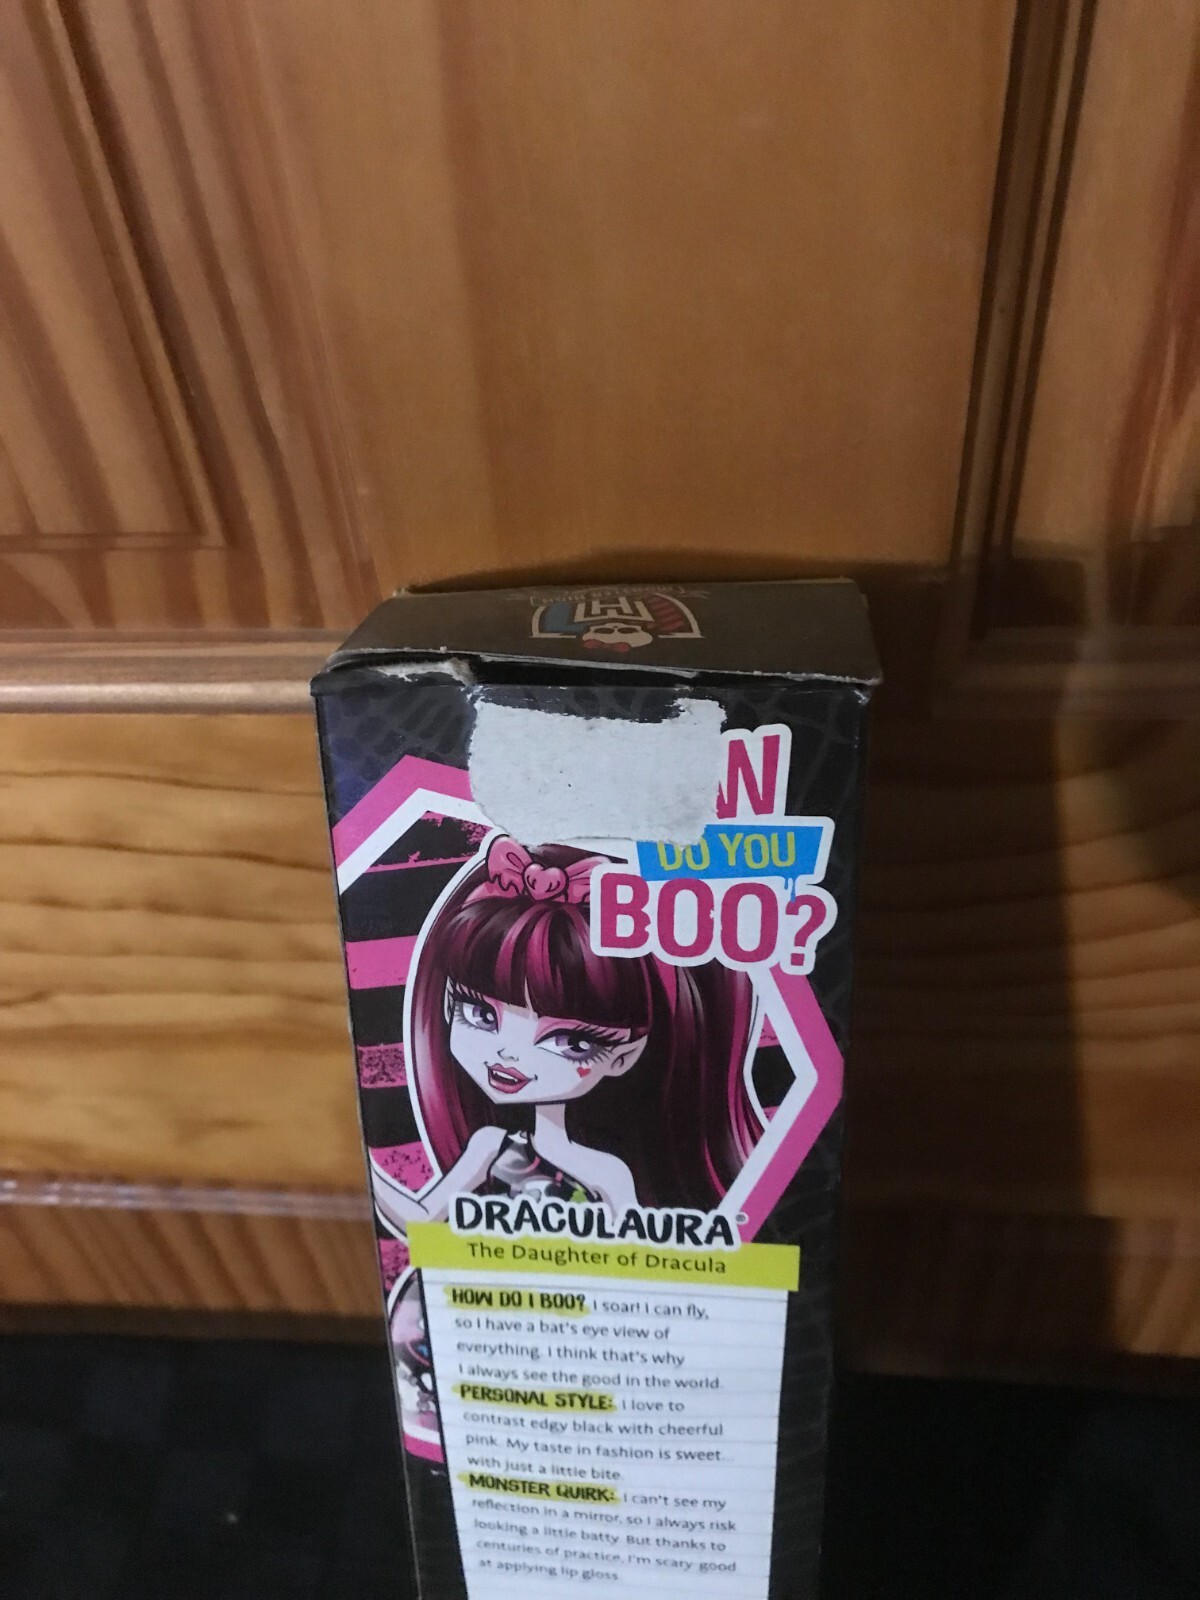 W
DO YOU
BOO?
DRACULAURA®
The Daughter of Dracula
HOW DO I BOO? I soar! I can fly,
so I have a bat's eye view of
everything. I think that's why
I always see the good in the world.
PERSONAL STYLE: I love to
contrast edgy black with cheerful
pink. My taste in fashion is sweet...
with just a little bite.
MONSTER QUIRK: I can't see my
reflection in a mirror, so I always risk
looking a little batty. But thanks to
centuries of practice, I'm scary good
at applying lip gloss.